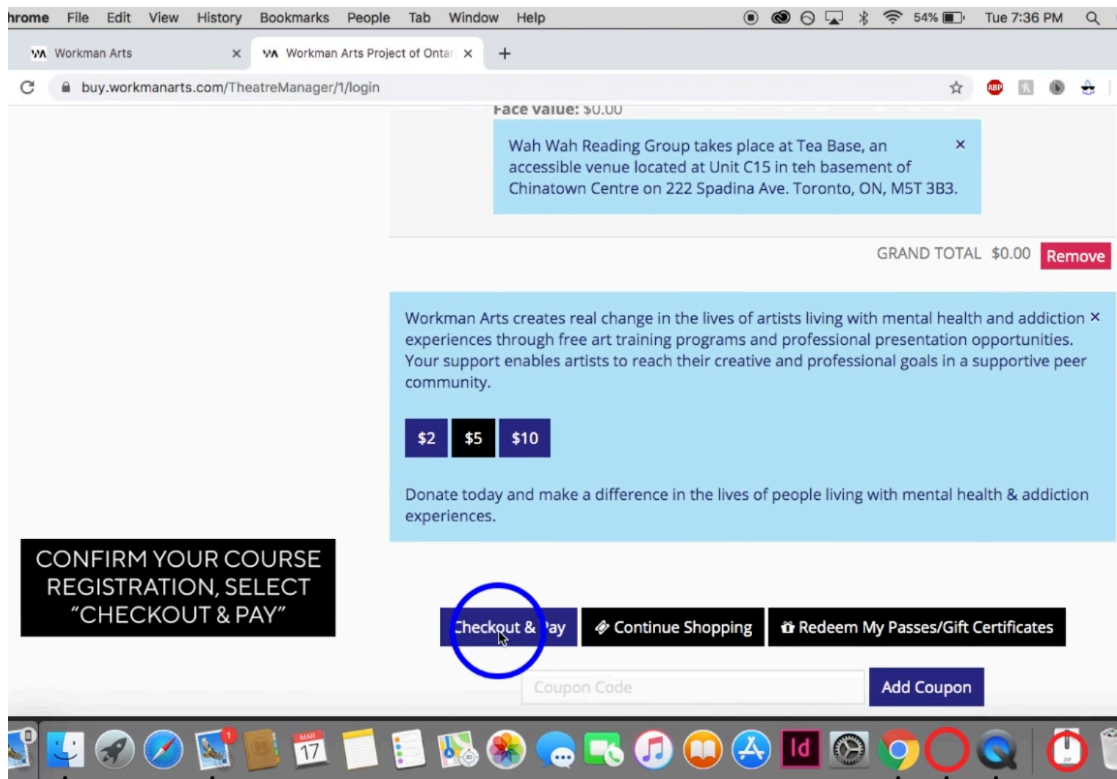 hrome File Edit View History Bookmarks People Tab Window Help 54% Tue 7:36 PM
Workman Arts
Workman Arts Project of Ontar
buy.workmanarts.com/TheatreManager/1/login
ABP
Face value: $0.00
Wah Wah Reading Group takes place at Tea Base, an
accessible venue located at Unit C15 in teh basement of
Chinatown Centre on 222 Spadina Ave. Toronto, ON, M5T 3B3.
GRAND TOTAL $0.00 Remove
Workman Arts creates real change in the lives of artists living with mental health and addiction
experiences through free art training programs and professional presentation opportunities.
Your support enables artists to reach their creative and professional goals in a supportive peer
community.
$2 $5 $10
Donate today and make a difference in the lives of people living with mental health & addiction
experiences.
CONFIRM YOUR COURSE
REGISTRATION, SELECT
"CHECKOUT & PAY"
Checkout & Pay Continue Shopping Redeem My Passes/Gift Certificates
Coupon Code Add Coupon
1
MAR
17
Id